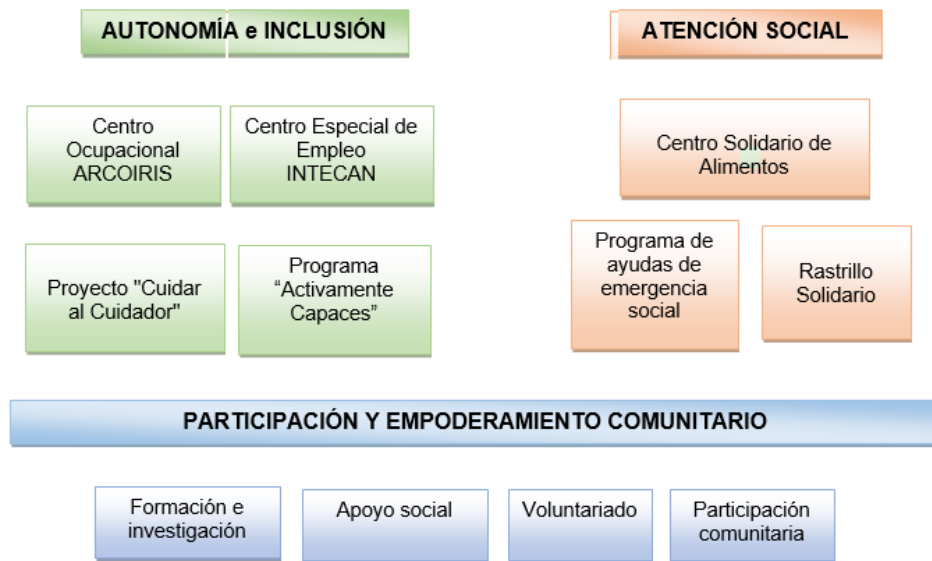 AUTONOMÍA e INCLUSIÓN
ATENCIÓN SOCIAL
Centro
Ocupacional
ARCOIRIS
Centro Especial de
Empleo
INTECAN
Centro Solidario de
Alimentos
Proyecto "Cuidar
al Cuidador"
Programa
“Activamente
Capaces”
Programa de
ayudas de
emergencia
social
Rastrillo
Solidario
PARTICIPACIÓN Y EMPODERAMIENTO COMUNITARIO
Formación e
investigación
Apoyo social
Voluntariado
Participación
comunitaria